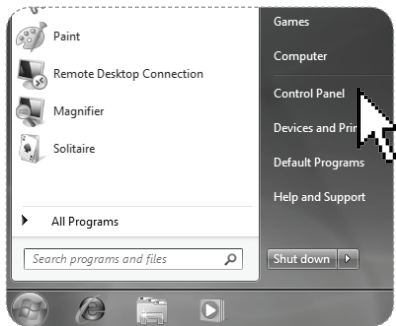 Paint
Remote Desktop Connection
Magnifier
Solitaire
All Programs
Search programs and files
Games
Computer
Control Panel
Devices and
Default Programs
Help and Support
Shut down